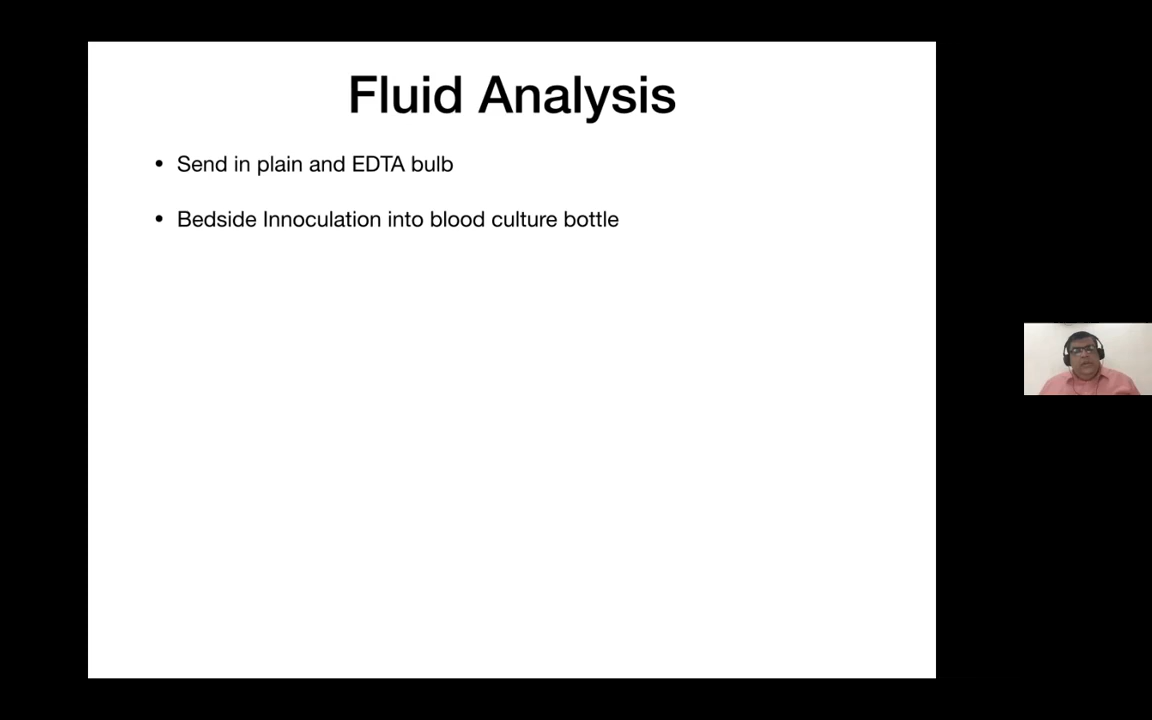 Fluid Analysis
• Send in plain and EDTA bulb
• Bedside Innoculation into blood culture bottle